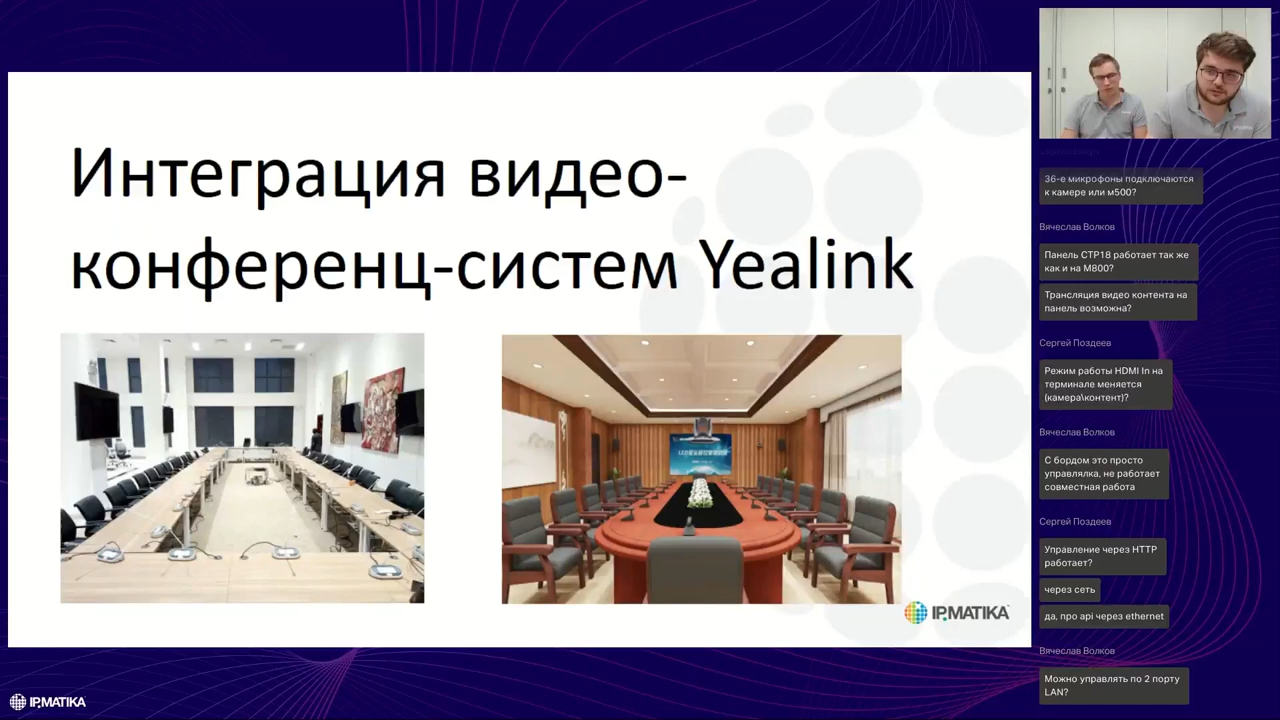 Интеграция видео-
конференц-систем Yealink
IP.MATIKA
IP.MATIKA
36-е микрофоны подключаются
к камере или м500?
Вячеслав Волков
Панель CTP18 работает так же
как и на M800?
Трансляция видео контента на
панель возможна?
Сергей Поздеев
Режим работы HDMI In на
терминале меняется
(камера\контент)?
Вячеслав Волков
С бордом это просто
управлялка, не работает
совместная работа
Сергей Поздеев
Управление через HTTP
работает?
через сеть
да, про api через ethernet
Вячеслав Волков
Можно управлять по 2 порту
LAN?